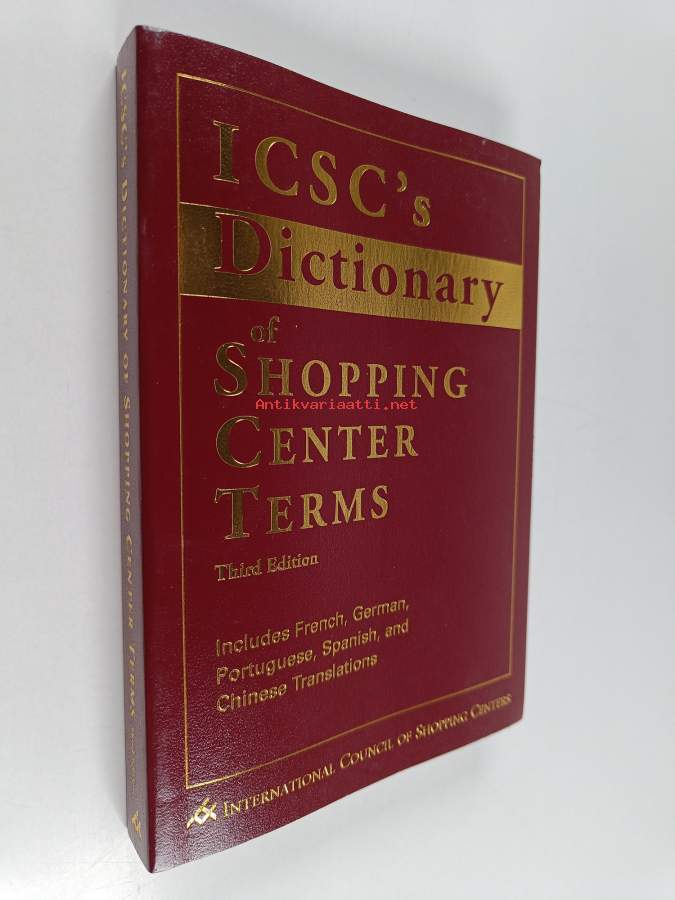 ICSC's
Dictionary
of
SHOPPING
CENTER
TERMS
Third Edition
Includes French, German,
Portuguese, Spanish, and
Chinese Translations
INTERNATIONAL COUNCIL OF SHOPPING CENTERS
ICSC's DICTIONARY OF SHOPPING CENTER TERMS
Antikvariaatti.net